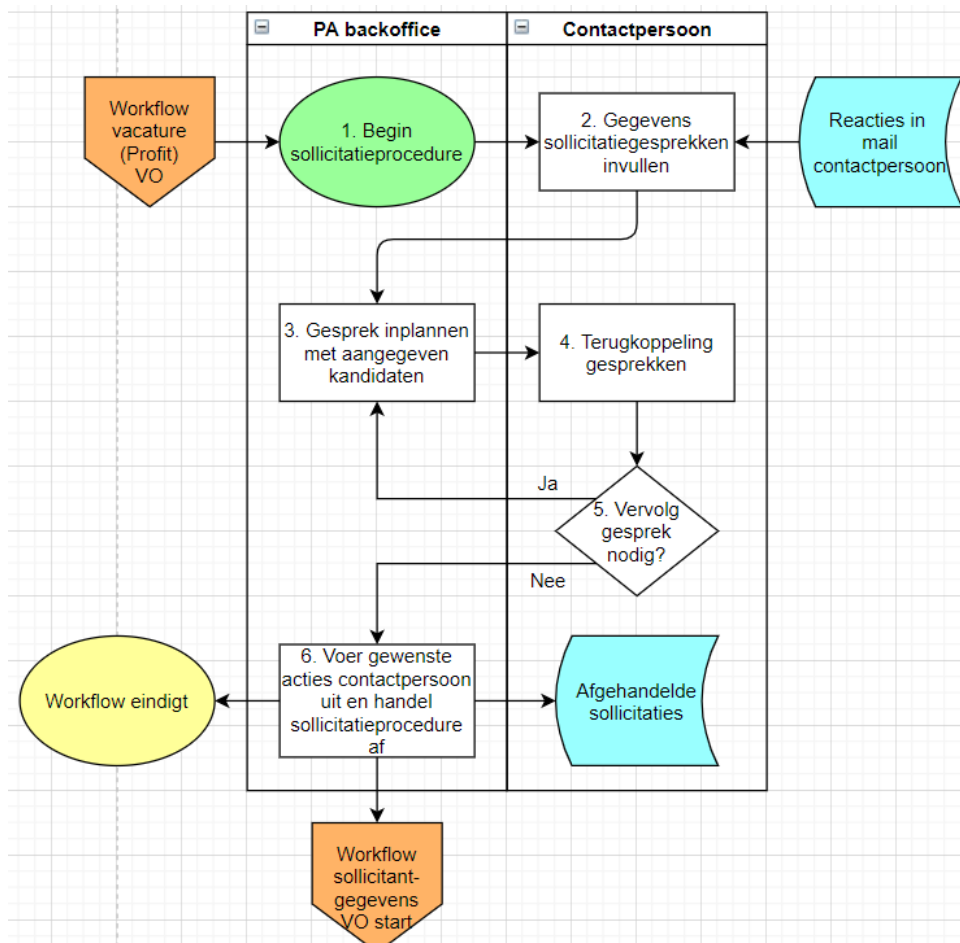 PA backoffice
Contactpersoon
Workflow
vacature
(Profit)
VO
1. Begin
sollicitatieprocedure
2. Gegevens
sollicitatiegesprekken
invullen
Reacties in
mail
contactpersoon
3. Gesprek inplannen
met aangegeven
kandidaten
4. Terugkoppeling
gesprekken
Ja
5. Vervolg
gesprek
nodig?
Nee
Workflow eindigt
6. Voer gewenste
acties contactpersoon
uit en handel
sollicitatieprocedure
af
Afgehandelde
sollicitaties
Workflow
sollicitant-
gegevens
VO start